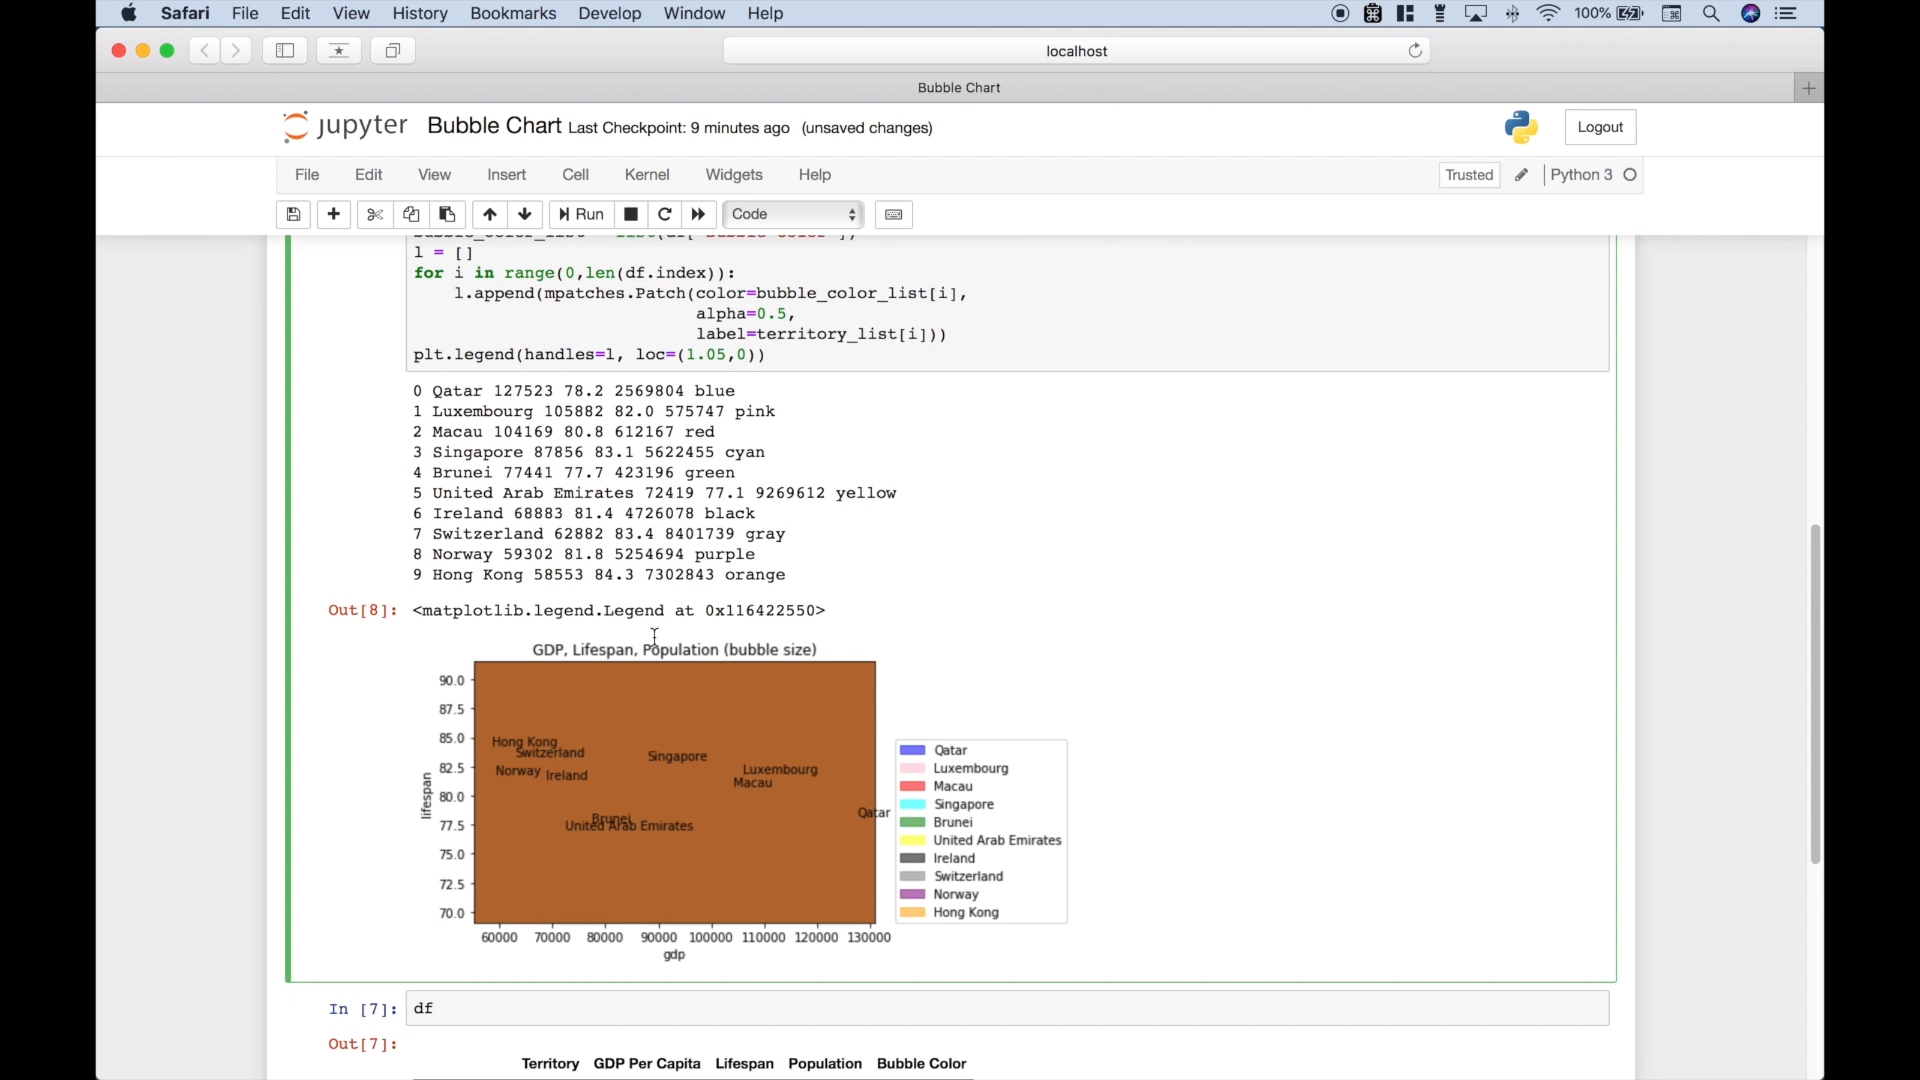 Safari File Edit View History Bookmarks Develop Window Help 100%
localhost
Bubble Chart
jupyter Bubble Chart Last Checkpoint: 9 minutes ago (unsaved changes) Logout
File Edit View Insert Cell Kernel Widgets Help Trusted Python 3
Run Code
l = []
for i in range(0,len(df.index)):
l.append(mpatches.Patch(color=bubble_color_list[i],
alpha=0.5,
label=territory_list[i]))
plt.legend(handles=l, loc=(1.05,0))
0 Qatar 127523 78.2 2569804 blue
1 Luxembourg 105882 82.0 575747 pink
2 Macau 104169 80.8 612167 red
3 Singapore 87856 83.1 5622455 cyan
4 Brunei 77441 77.7 423196 green
5 United Arab Emirates 72419 77.1 9269612 yellow
6 Ireland 68883 81.4 4726078 black
7 Switzerland 62882 83.4 8401739 gray
8 Norway 59302 81.8 5254694 purple
9 Hong Kong 58553 84.3 7302843 orange
Out[8]: <matplotlib.legend.Legend at 0x116422550>
GDP, Lifespan, Population (bubble size)
90.0
87.5
85.0
82.5
80.0
77.5
75.0
72.5
70.0
lifespan
Hong Kong
Switzerland
Singapore
Norway
Ireland
Luxembourg
Macau
Qatar
Brunei
United Arab Emirates
60000 70000 80000 90000 100000 110000 120000 130000
gdp
Qatar
Luxembourg
Macau
Singapore
Brunei
United Arab Emirates
Ireland
Switzerland
Norway
Hong Kong
In [7]: df
Out[7]:
Territory GDP Per Capita Lifespan Population Bubble Color